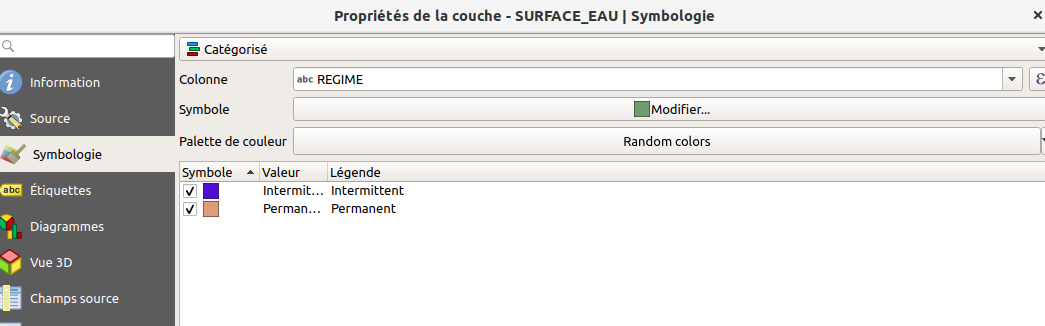 Propriétés de la couche - SURFACE_EAU | Symbologie
Catégorisé
Information
Colonne
abc REGIME
ε
Source
Symbole
Modifier...
Symbologie
Palette de couleur
Random colors
Symbole Valeur Légende
abc Étiquettes
Intermit... Intermittent
Perman... Permanent
Diagrammes
Vue 3D
Champs source